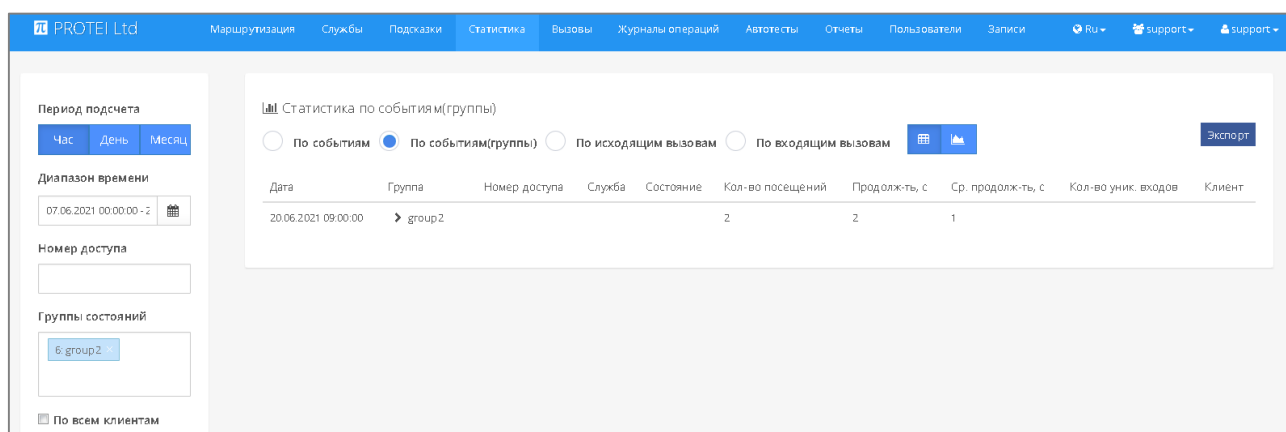 PROTEI Ltd
Маршрутизация Службы Подсказки Статистика Вызовы Журналы операций Автотесты Отчеты Пользователи Записи Ru support support
Период подсчета
Час День Месяц
Диапазон времени
07.06.2021 00:00:00 - 2
Номер доступа
Группы состояний
6: group2 ×
По всем клиентам
Статистика по событиям(группы)
По событиям По событиям(группы) По исходящим вызовам По входящим вызовам
Экспорт
Дата Группа Номер доступа Служба Состояние Кол-во посещений Продолж-ть, с Ср. продолж-ть, с Кол-во уник. входов Клиент
20.06.2021 09:00:00 group2 2 2 1